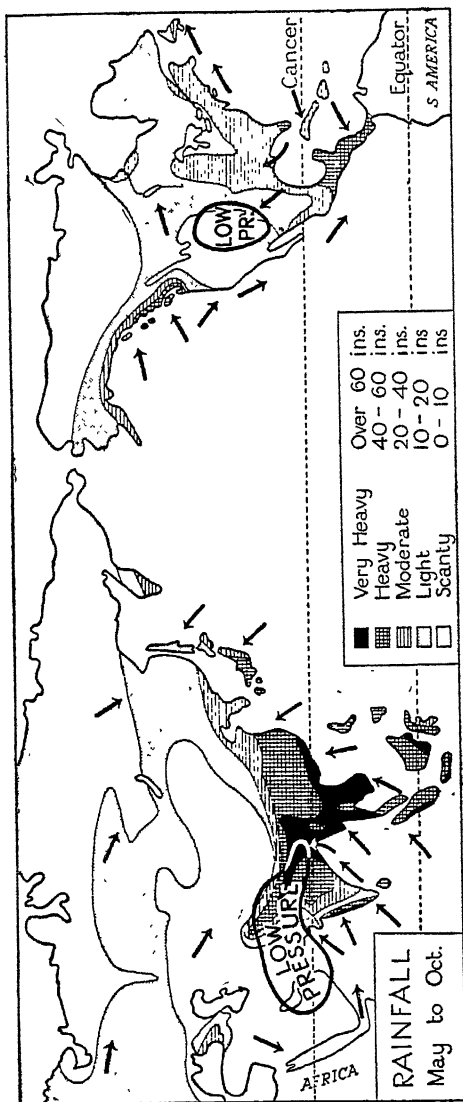 RAINFALL
May to Oct.
AFRICA
LOW
PRESSURE
Very Heavy Over 60 ins.
Heavy 40 - 60 ins.
Moderate 20 - 40 ins.
Light 10 - 20 ins
Scanty 0 - 10 ins
LOW
PR.
Cancer
Equator
S AMERICA